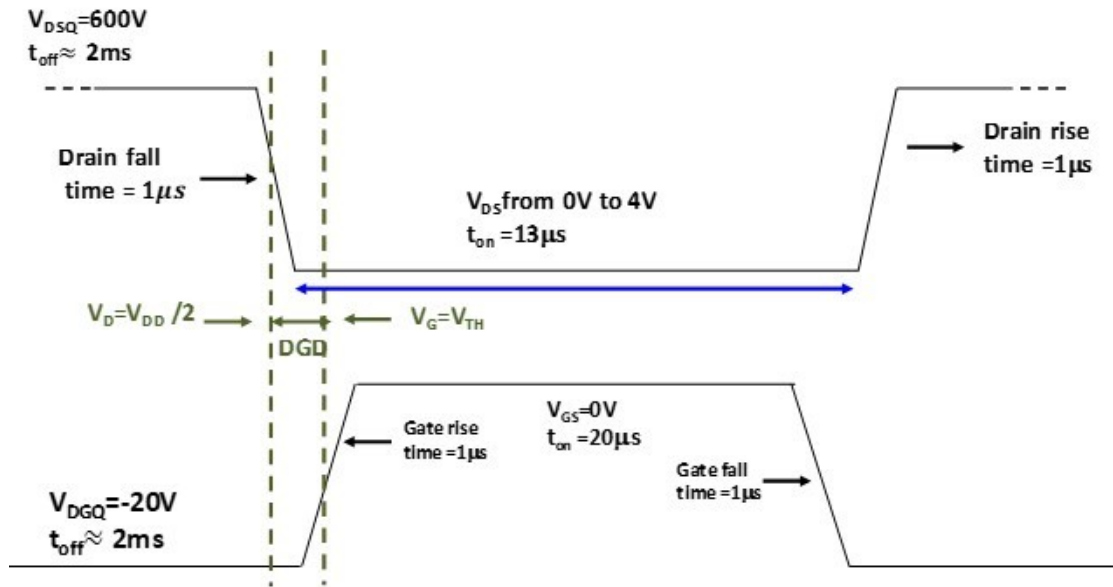 V_DSQ=600V
t_off≈ 2ms
Drain fall
time = 1μs
Drain rise
time =1μs
V_DS from 0V to 4V
t_on =13μs
V_D=V_DD /2
V_G=V_TH
DGD
V_GS=0V
t_on =20μs
Gate rise
time =1μs
Gate fall
time =1μs
V_DGQ=-20V
t_off≈ 2ms